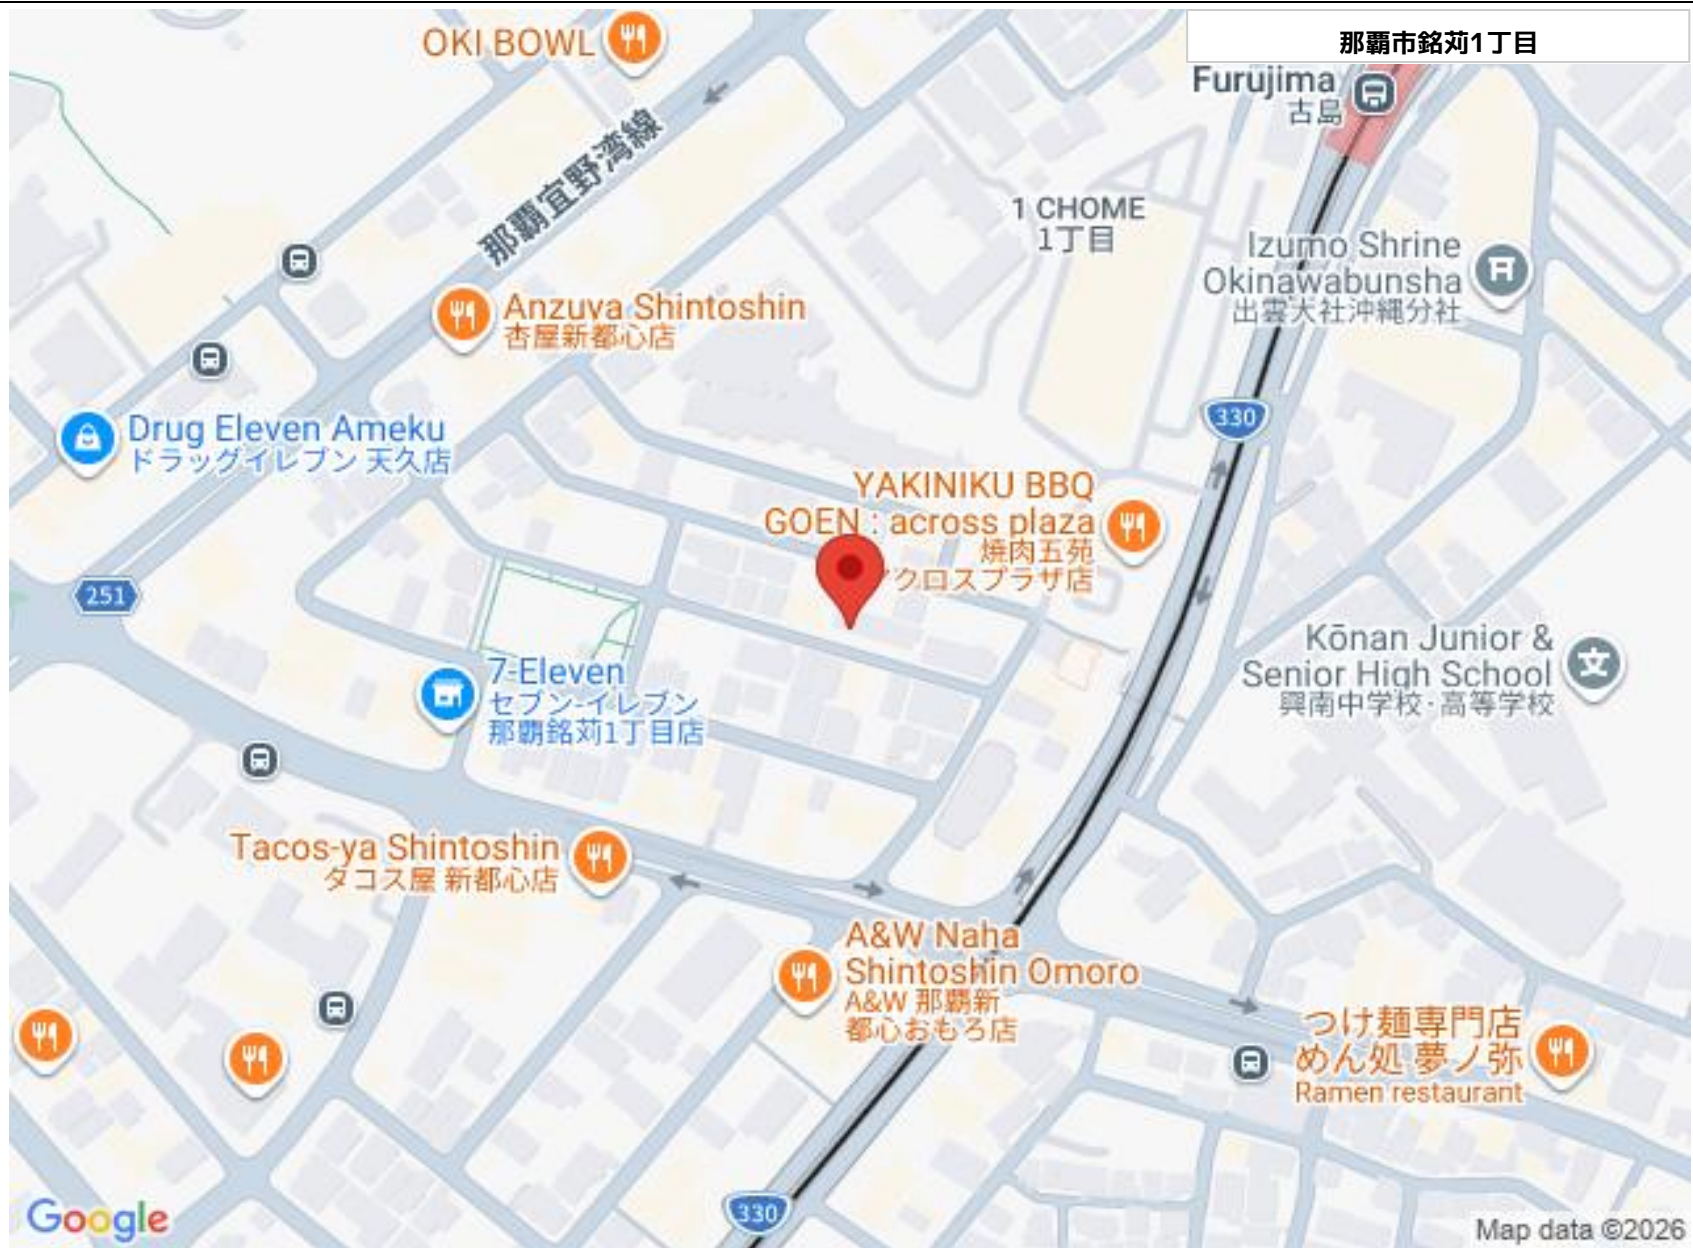 那覇市銘苅1丁目
OKI BOWL
Furujima
古島
那覇宜野湾線
1 CHOME
1丁目
Izumo Shrine
Okinawabunsha
出雲大社沖縄分社
Anzuva Shintoshin
杏屋新都心店
Drug Eleven Ameku
ドラッグイレブン 天久店
330
YAKINIKU BBQ
GOEN : across plaza
焼肉五苑
クロスプラザ店
251
Kōnan Junior &
Senior High School
興南中学校・高等学校
7-Eleven
セブン-イレブン
那覇銘苅1丁目店
Tacos-ya Shintoshin
タコス屋 新都心店
A&W Naha
Shintoshin Omoro
A&W 那覇新
都心おもろ店
つけ麺専門店
めん処 夢ノ弥
Ramen restaurant
330
Google
Map data ©2026